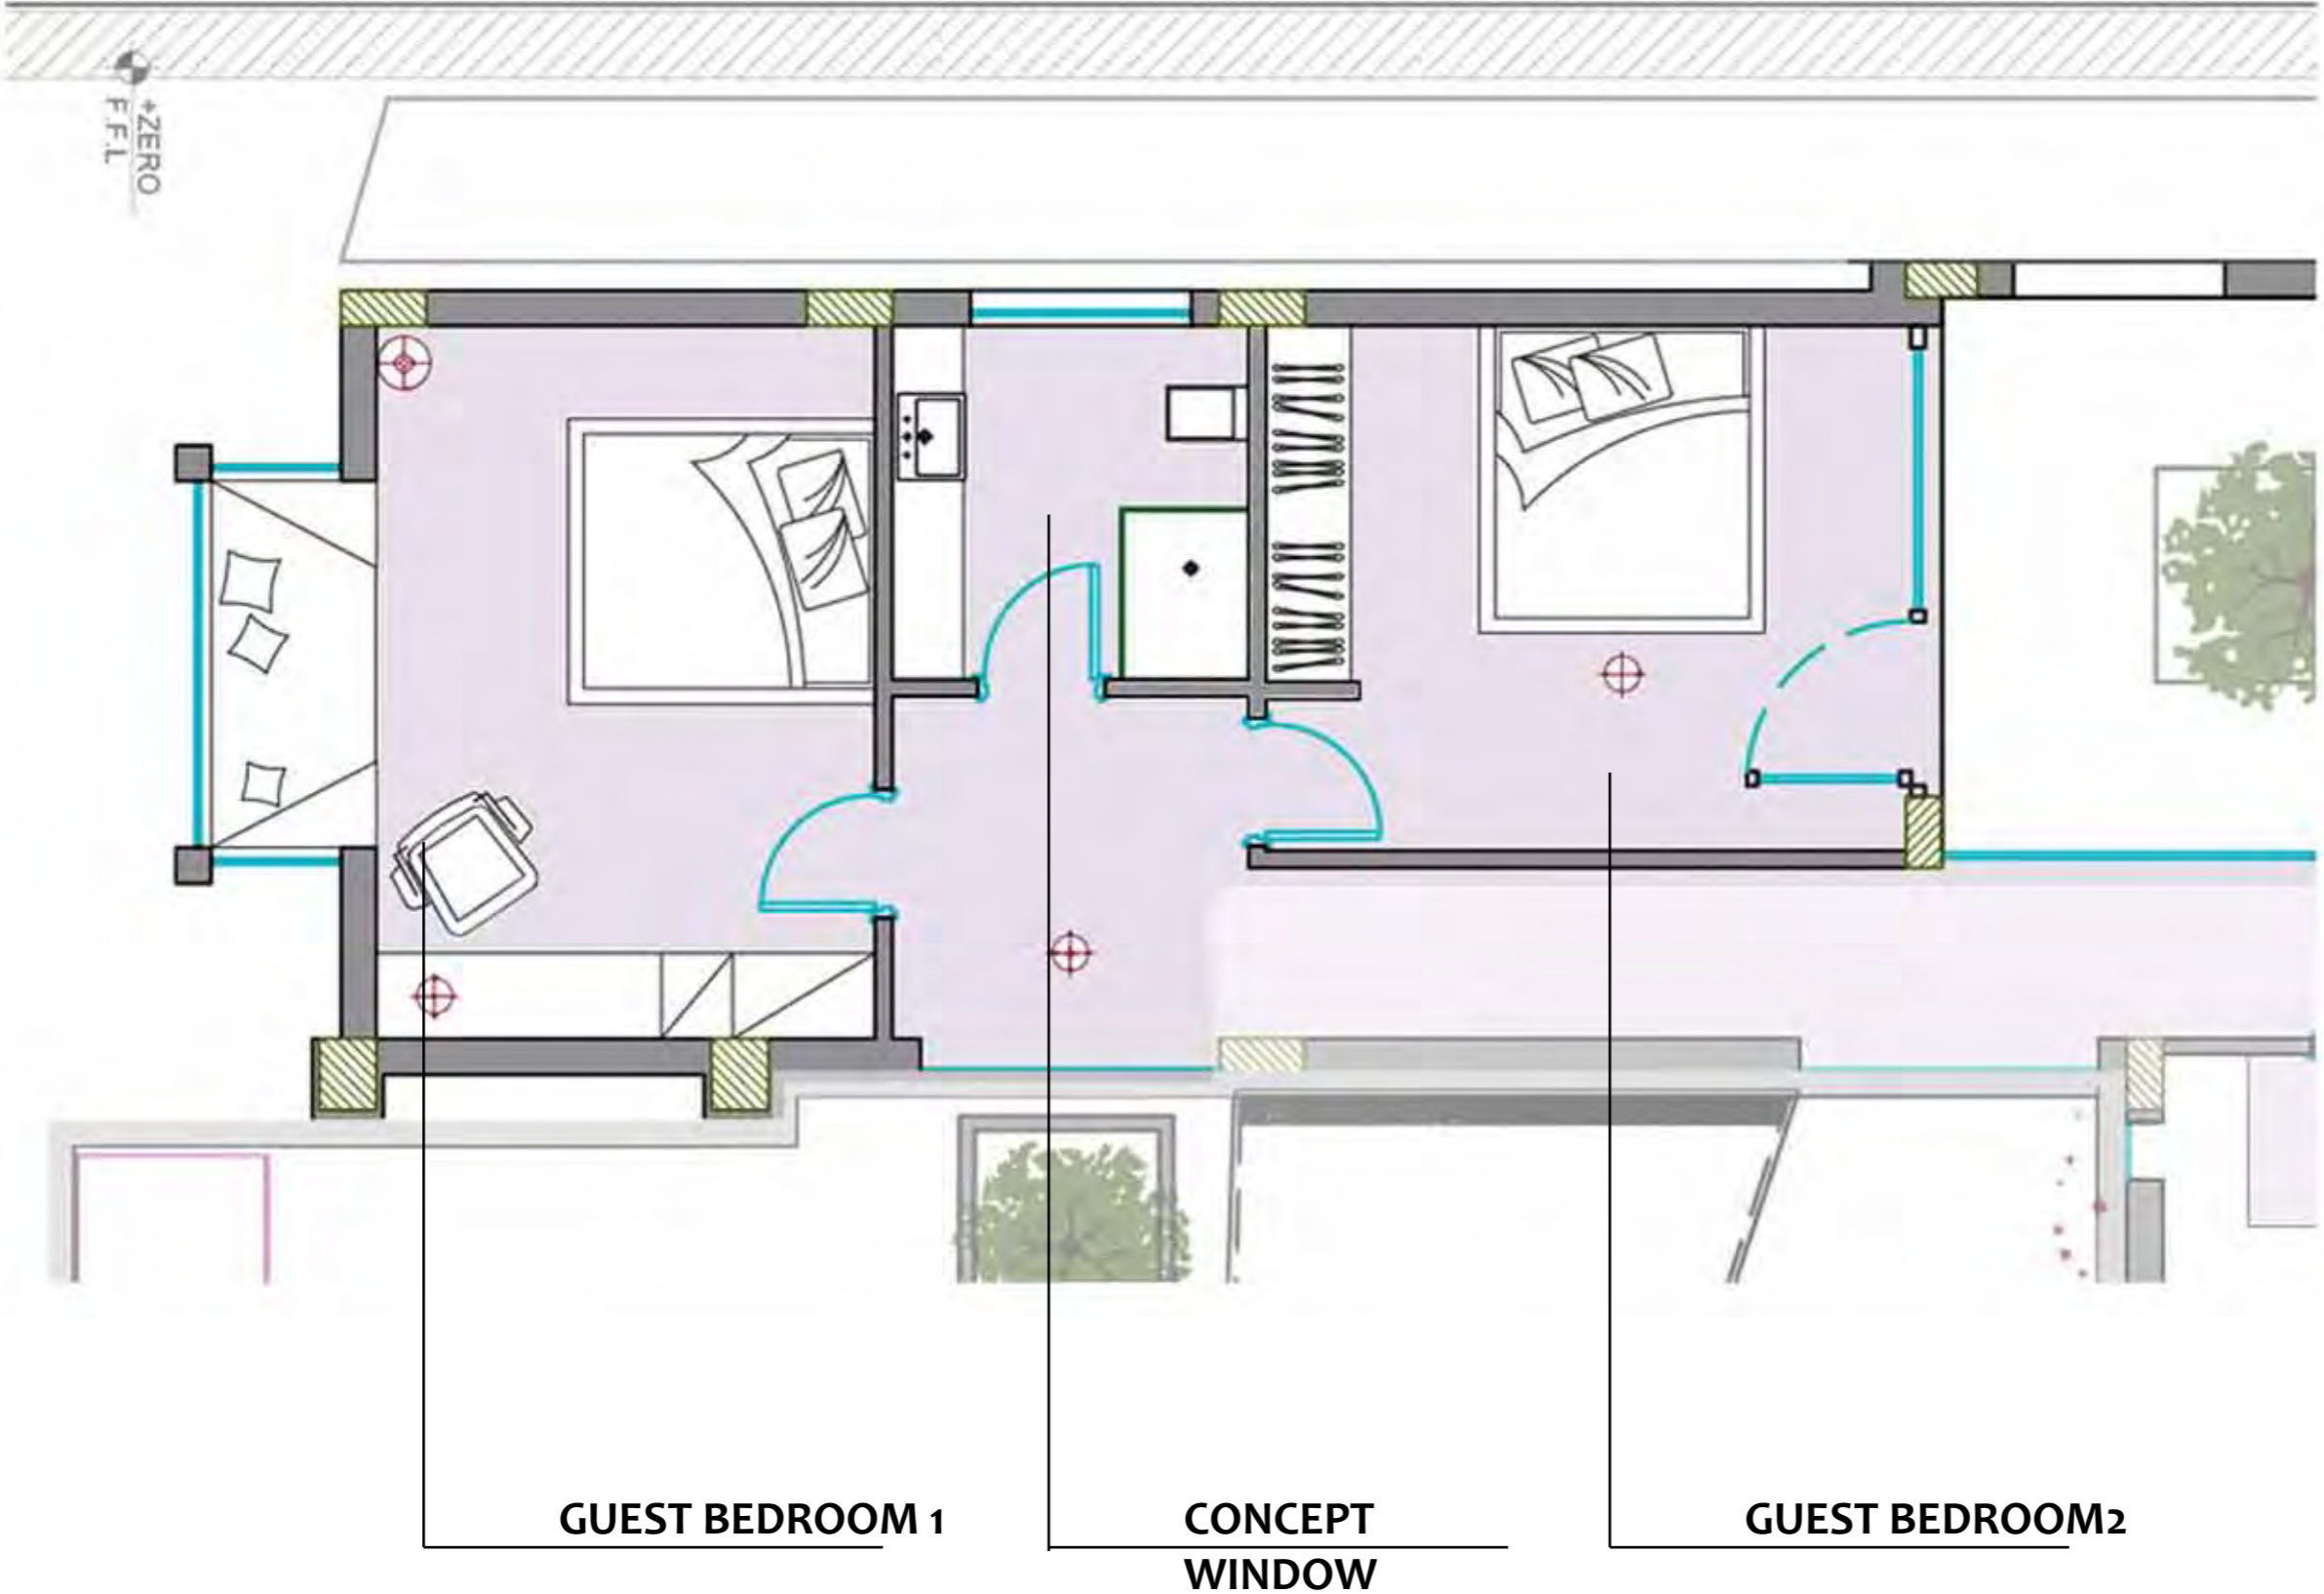 +ZERO
F.F.L
GUEST BEDROOM 1
CONCEPT
WINDOW
GUEST BEDROOM2